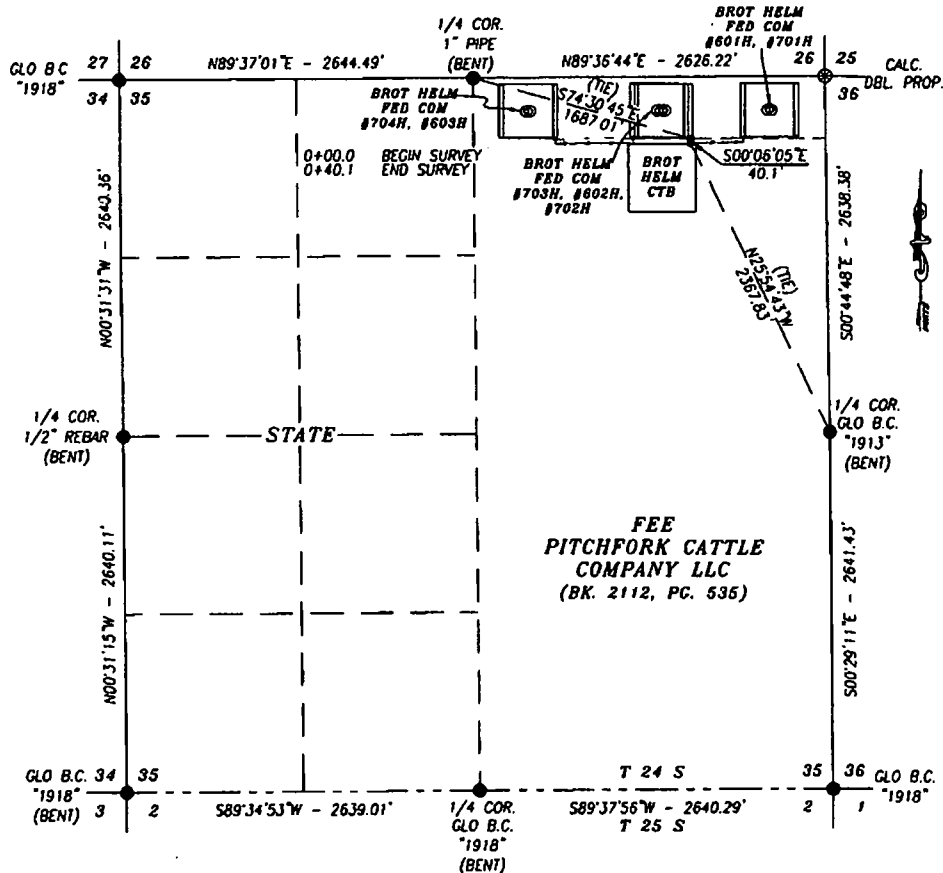 BROT HELM
FED COM
#601H, #701H
1/4 COR.
1" PIPE
(BENT)
GLO B.C
"1918"
27 26
34 35
N89°37'01"E - 2644.49'
N89°36'44"E - 2626.22'
26 25
36
CALC.
DBL. PROP.
BROT HELM
FED COM
#704H, #603H
(TIE)
S74°30'45"E
1687.01'
0+00.0 BEGIN SURVEY
0+40.1 END SURVEY
BROT HELM
FED COM
#703H, #602H,
#702H
BROT
HELM
CTB
S00°06'05"E
40.1'
N00°31'31"W - 2640.36'
S00°44'48"E - 2638.38'
(TIE)
N25°54'43"W
2367.83'
1/4 COR.
1/2" REBAR
(BENT)
STATE
1/4 COR.
GLO B.C.
"1913"
(BENT)
FEE
PITCHFORK CATTLE
COMPANY LLC
(BK. 2112, PG. 535)
N00°31'15"W - 2640.11'
S00°29'11"E - 2641.43'
GLO B.C.
"1918"
(BENT)
34 35
3 2
S89°34'53"W - 2639.01'
1/4 COR.
GLO B.C.
"1918"
(BENT)
T 24 S
S89°37'56"W - 2640.29'
T 25 S
35 36
2 1
GLO B.C.
"1918"